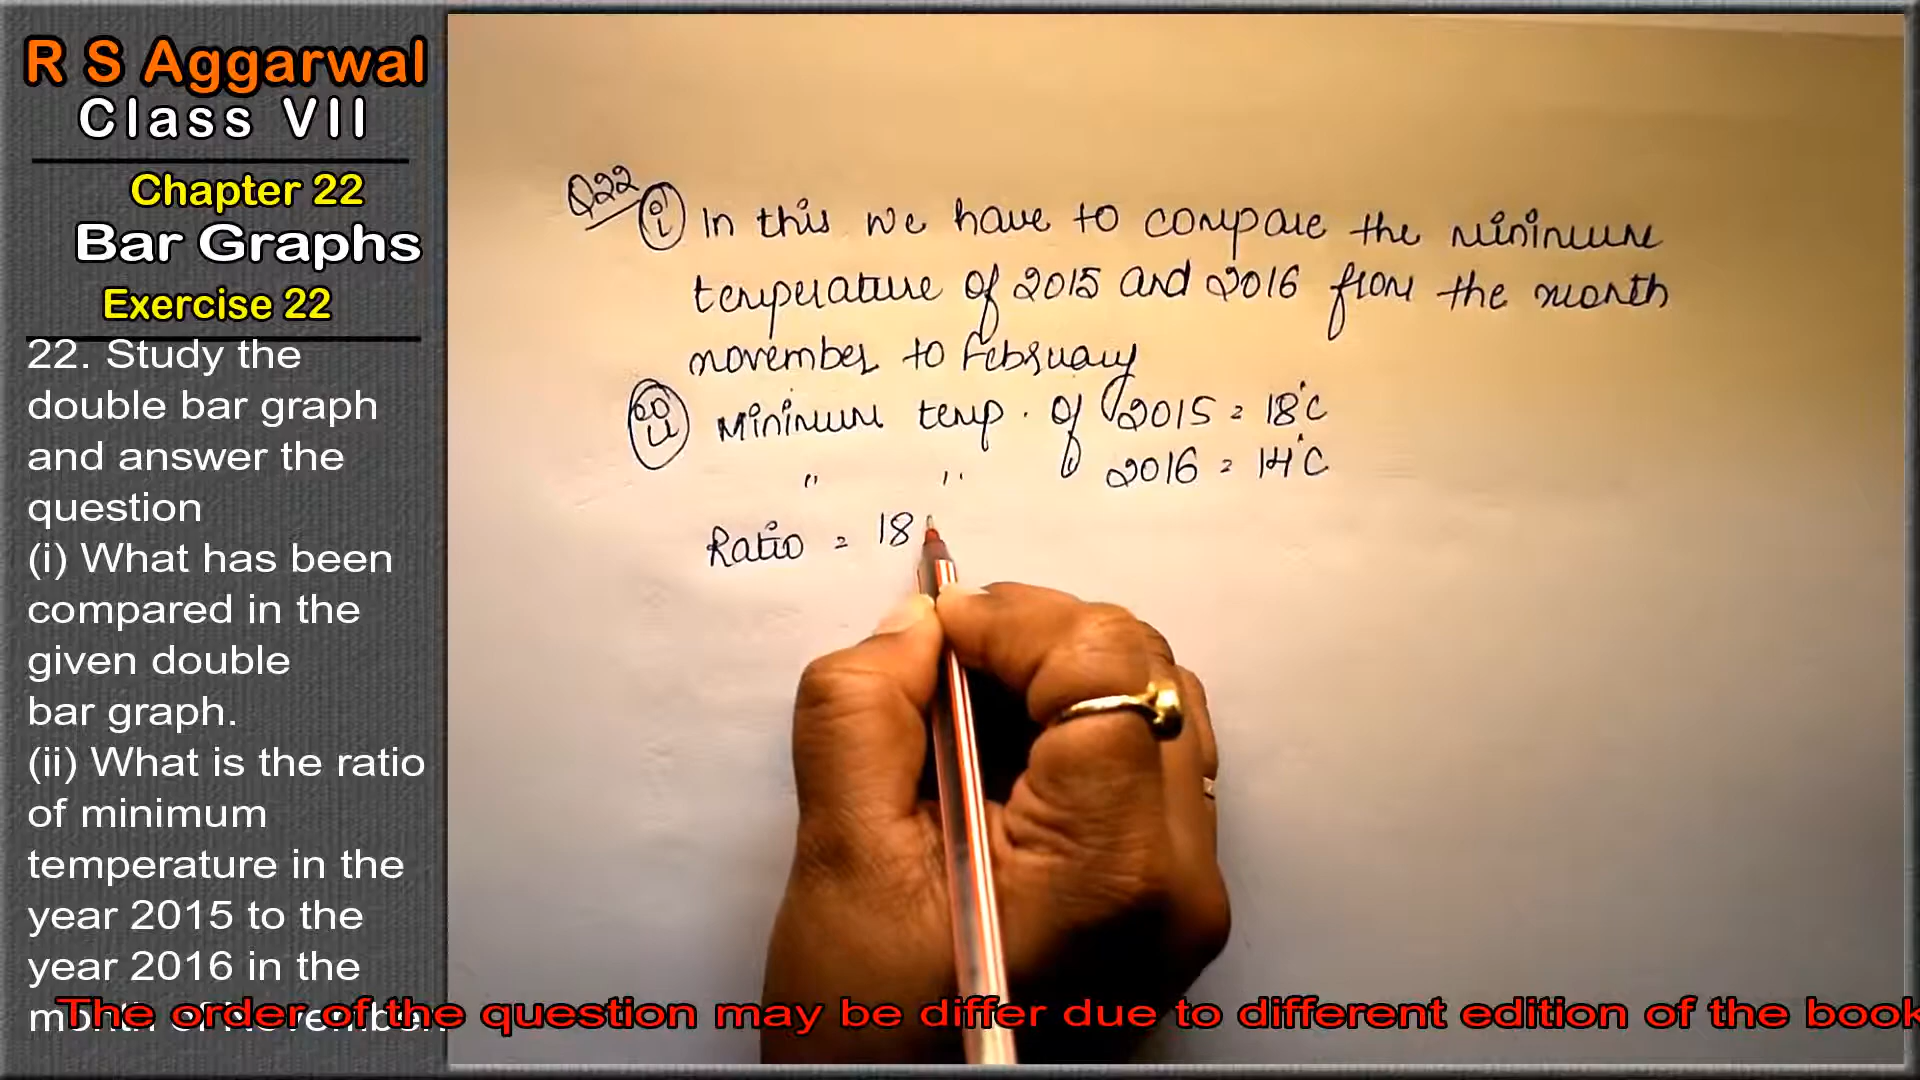 R S Aggarwal
Class VII
Chapter 22
Bar Graphs
Exercise 22
22. Study the
double bar graph
and answer the
question
(i) What has been
compared in the
given double
bar graph.
(ii) What is the ratio
of minimum
temperature in the
year 2015 to the
year 2016 in the
month of November.
The order of the question may be differ due to different edition of the book
Q22 (i) In this we have to compare the minimum
temperature of 2015 and 2016 from the month
november to February
(ii) Minimum temp. of 2015 = 18°C
" " 2016 = 14°C
Ratio = 18